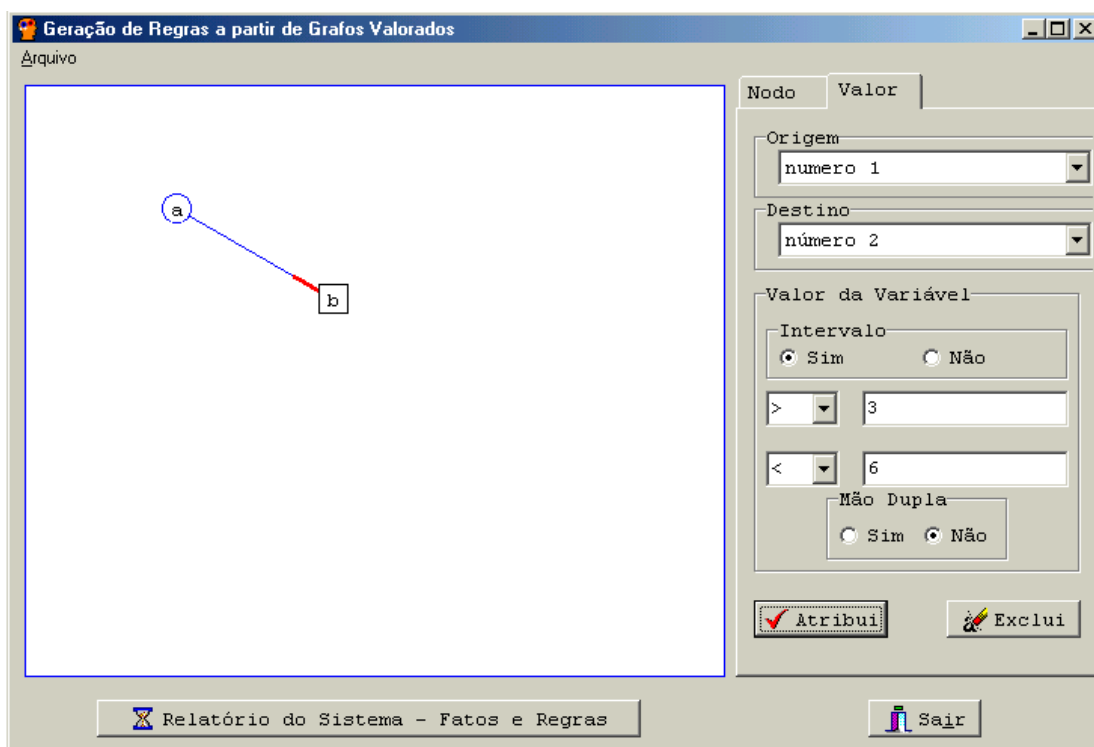 Geração de Regras a partir de Grafos Valorados
Arquivo
Nodo Valor
Origem
numero 1
Destino
número 2
Valor da Variável
Intervalo
Sim Não
> 3
< 6
Mão Dupla
Sim Não
Atribui Exclui
a
b
Relatório do Sistema - Fatos e Regras Sair